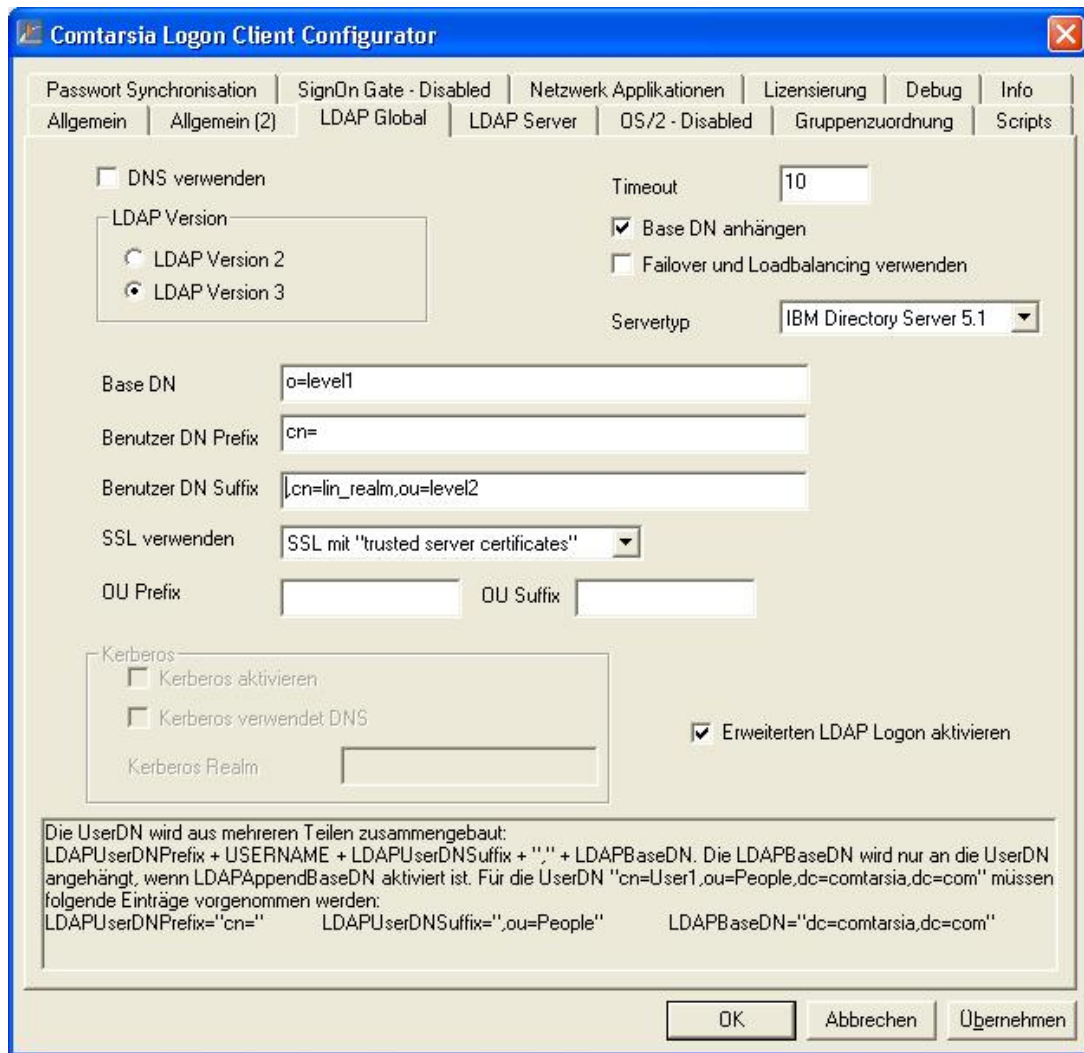 Comtarsia Logon Client Configurator
Passwort Synchronisation
SignOn Gate - Disabled
Netzwerk Applikationen
Lizensierung
Debug
Info
Allgemein
Allgemein (2)
LDAP Global
LDAP Server
OS/2 - Disabled
Gruppenzuordnung
Scripts
DNS verwenden
Timeout
10
LDAP Version
Base DN anhängen
LDAP Version 2
Failover und Loadbalancing verwenden
LDAP Version 3
Servertyp
IBM Directory Server 5.1
Base DN
o=level1
Benutzer DN Prefix
cn=
Benutzer DN Suffix
,cn=lin_realm,ou=level2
SSL verwenden
SSL mit "trusted server certificates"
OU Prefix
OU Suffix
Kerberos
Kerberos aktivieren
Kerberos verwendet DNS
Erweiterten LDAP Logon aktivieren
Kerberos Realm
Die UserDN wird aus mehreren Teilen zusammengebaut:
LDAPUserDNPrefix + USERNAME + LDAPUserDNSuffix + "," + LDAPBaseDN. Die LDAPBaseDN wird nur an die UserDN
angehängt, wenn LDAPAppendBaseDN aktiviert ist. Für die UserDN "cn=User1,ou=People,dc=comtarsia,dc=com" müssen
folgende Einträge vorgenommen werden:
LDAPUserDNPrefix="cn=" LDAPUserDNSuffix=",ou=People" LDAPBaseDN="dc=comtarsia,dc=com"
OK
Abbrechen
Übernehmen